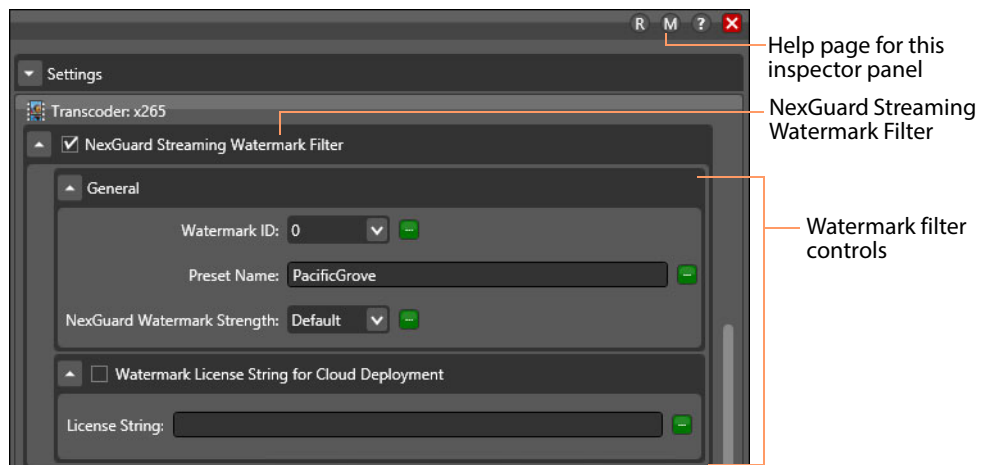 R M ? X
Help page for this
inspector panel
Settings
Transcoder: x265
NexGuard Streaming
Watermark Filter
NexGuard Streaming Watermark Filter
General
Watermark ID: 0
Watermark filter
controls
Preset Name: PacificGrove
NexGuard Watermark Strength: Default
Watermark License String for Cloud Deployment
License String: